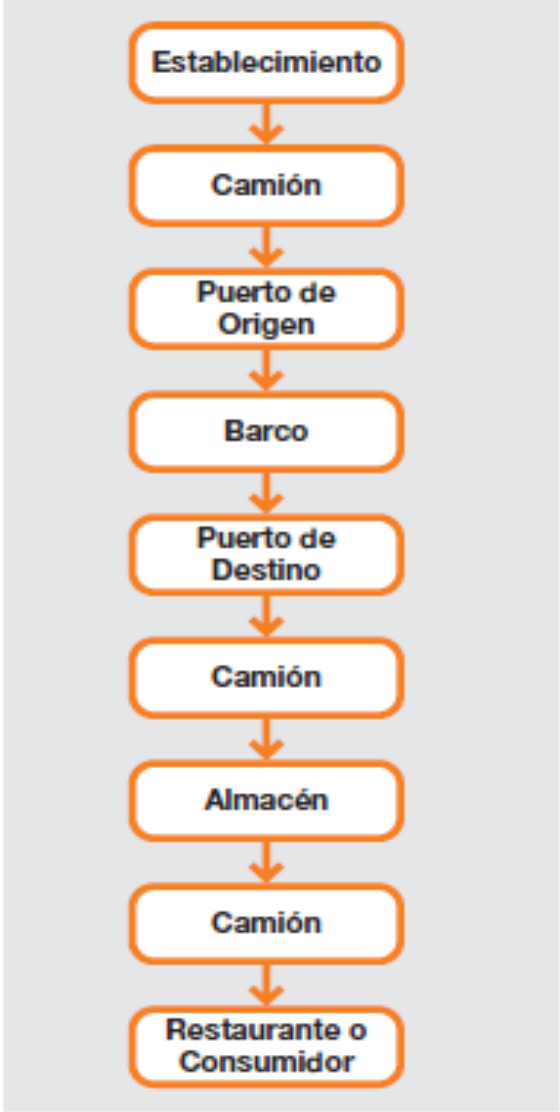 Establecimiento
Camión
Puerto de
Origen
Barco
Puerto de
Destino
Camión
Almacén
Camión
Restaurante o
Consumidor